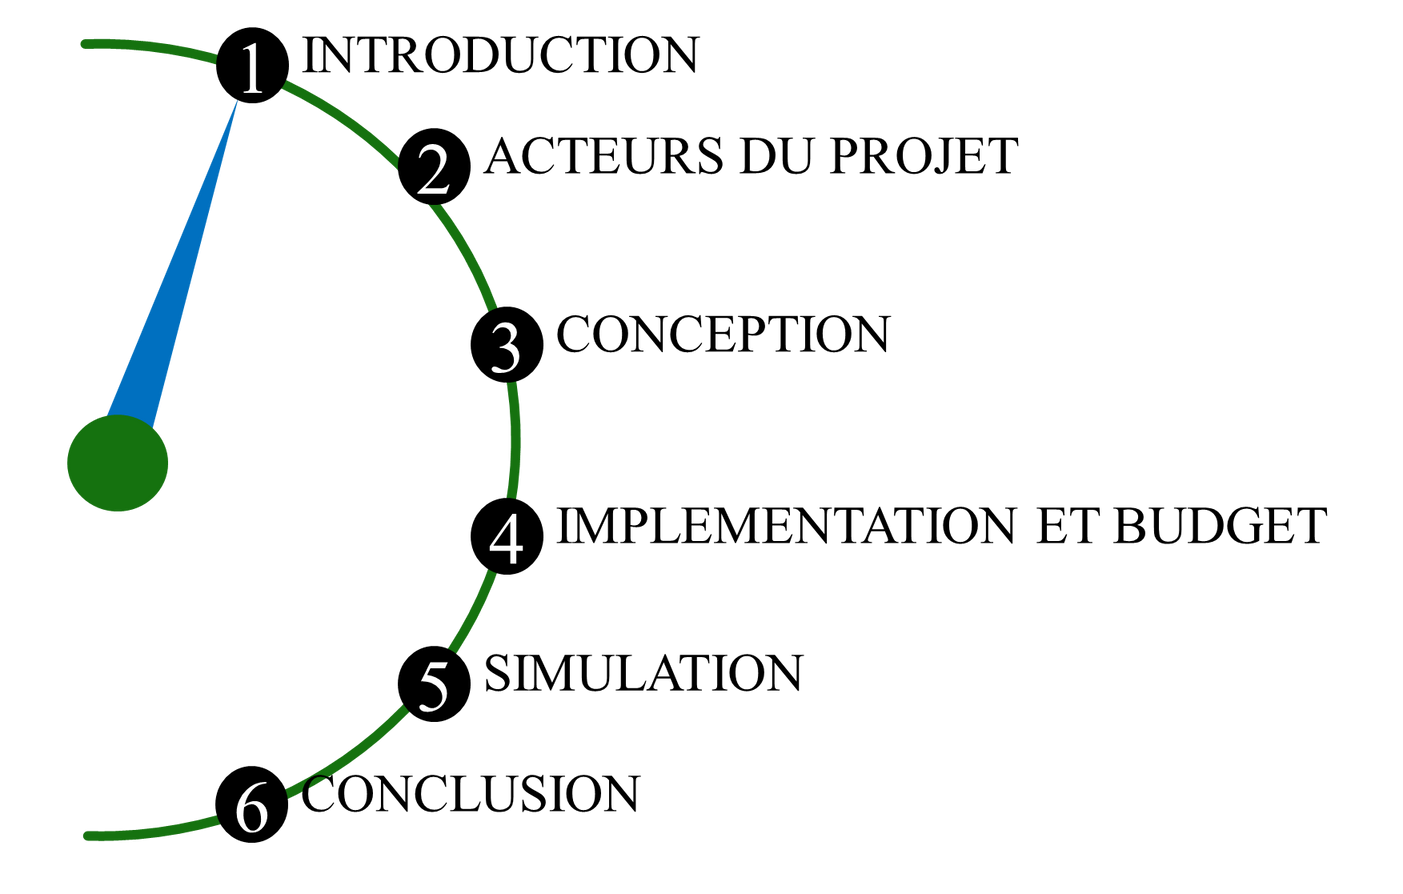 1 INTRODUCTION
2 ACTEURS DU PROJET
3 CONCEPTION
4 IMPLEMENTATION ET BUDGET
5 SIMULATION
6 CONCLUSION